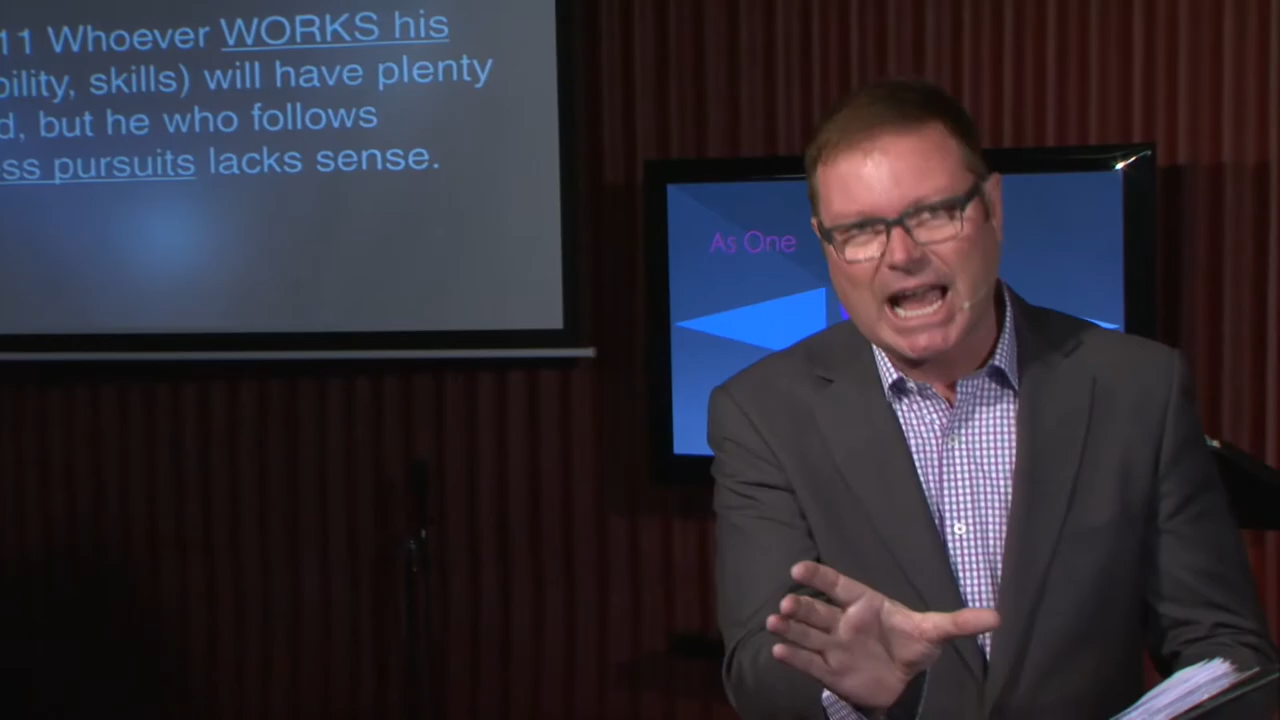 11 Whoever WORKS his
bility, skills) will have plenty
d, but he who follows
ss pursuits lacks sense.
As One